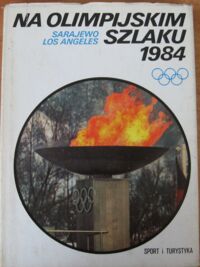 NA OLIMPIJSKIM
SARAJEWO
LOS ANGELES
SZLAKU
1984
SPORT i TURYSTYKA